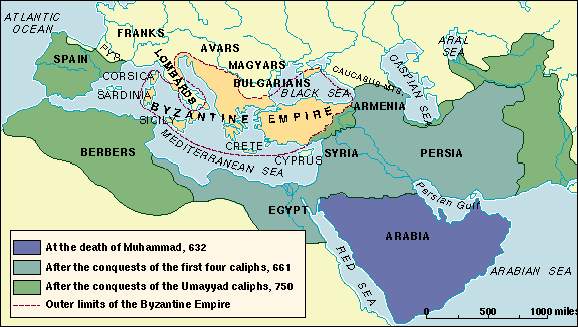 ATLANTIC
OCEAN
FRANKS
AVARS
MAGYARS
BULGARIANS
ARAL
SEA
SPAIN
PYR.
LOMBARDS
CORSICA
SARDINIA
SICILY
BLACK SEA
CAUCASUS MTS.
CASPIAN SEA
BYZANTINE EMPIRE
ARMENIA
BERBERS
CRETE
CYPRUS
MEDITERRANEAN SEA
SYRIA
PERSIA
EGYPT
Persian Gulf
ARABIA
RED SEA
ARABIAN SEA
At the death of Muhammad, 632
After the conquests of the first four caliphs, 661
After the conquests of the Umayyad caliphs, 750
Outer limits of the Byzantine Empire
0 500 1000 miles